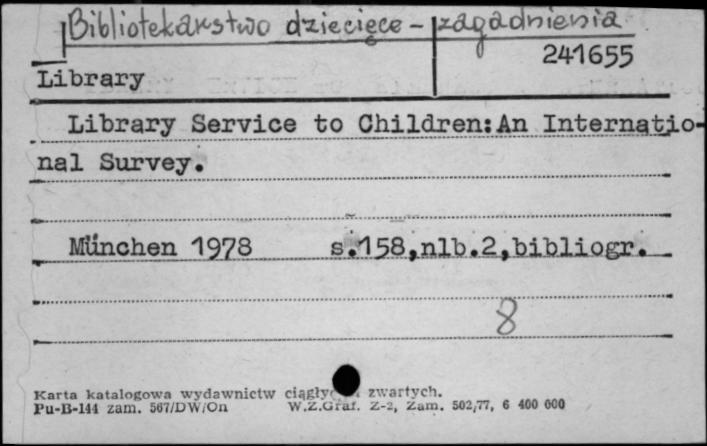 Bibliotekarstwo dziecięce - zagadnienia
241655
Library
Library Service to Children:An Internatio-
nal Survey.
München 1978 s.158,nlb.2,bibliogr.
8
Karta katalogowa wydawnictw zwartych.
Pu-B-144 zam. 567/DW/On W.Z.Graf. Z-2, Zam. 502/77, 6 400 000